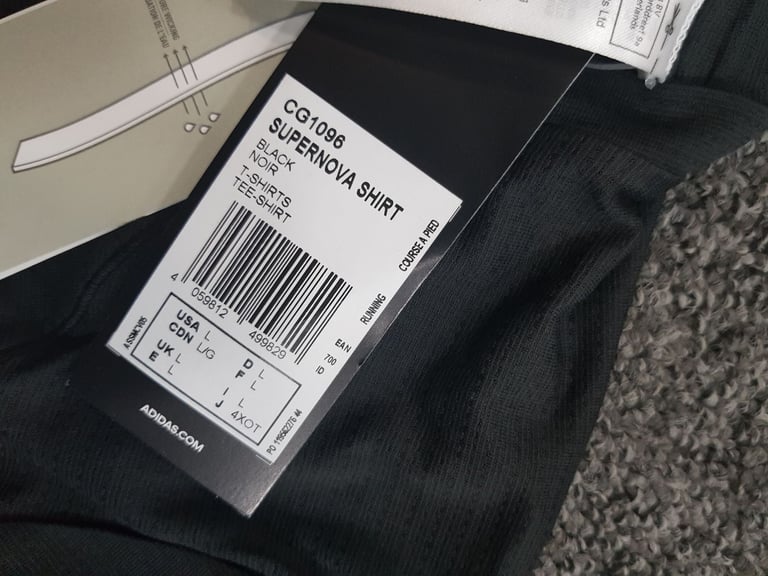 CG1096
SUPERNOVA SHIRT
BLACK
NOIR
T-SHIRTS
TEE-SHIRT
4 059812 499829
EAN
700
ID
RUNNING
COURSE A PIED
USA L
CDN L/G
UK L
E L
D L
F L
I L
J 4XOT
ADIDAS.COM
s Ltd